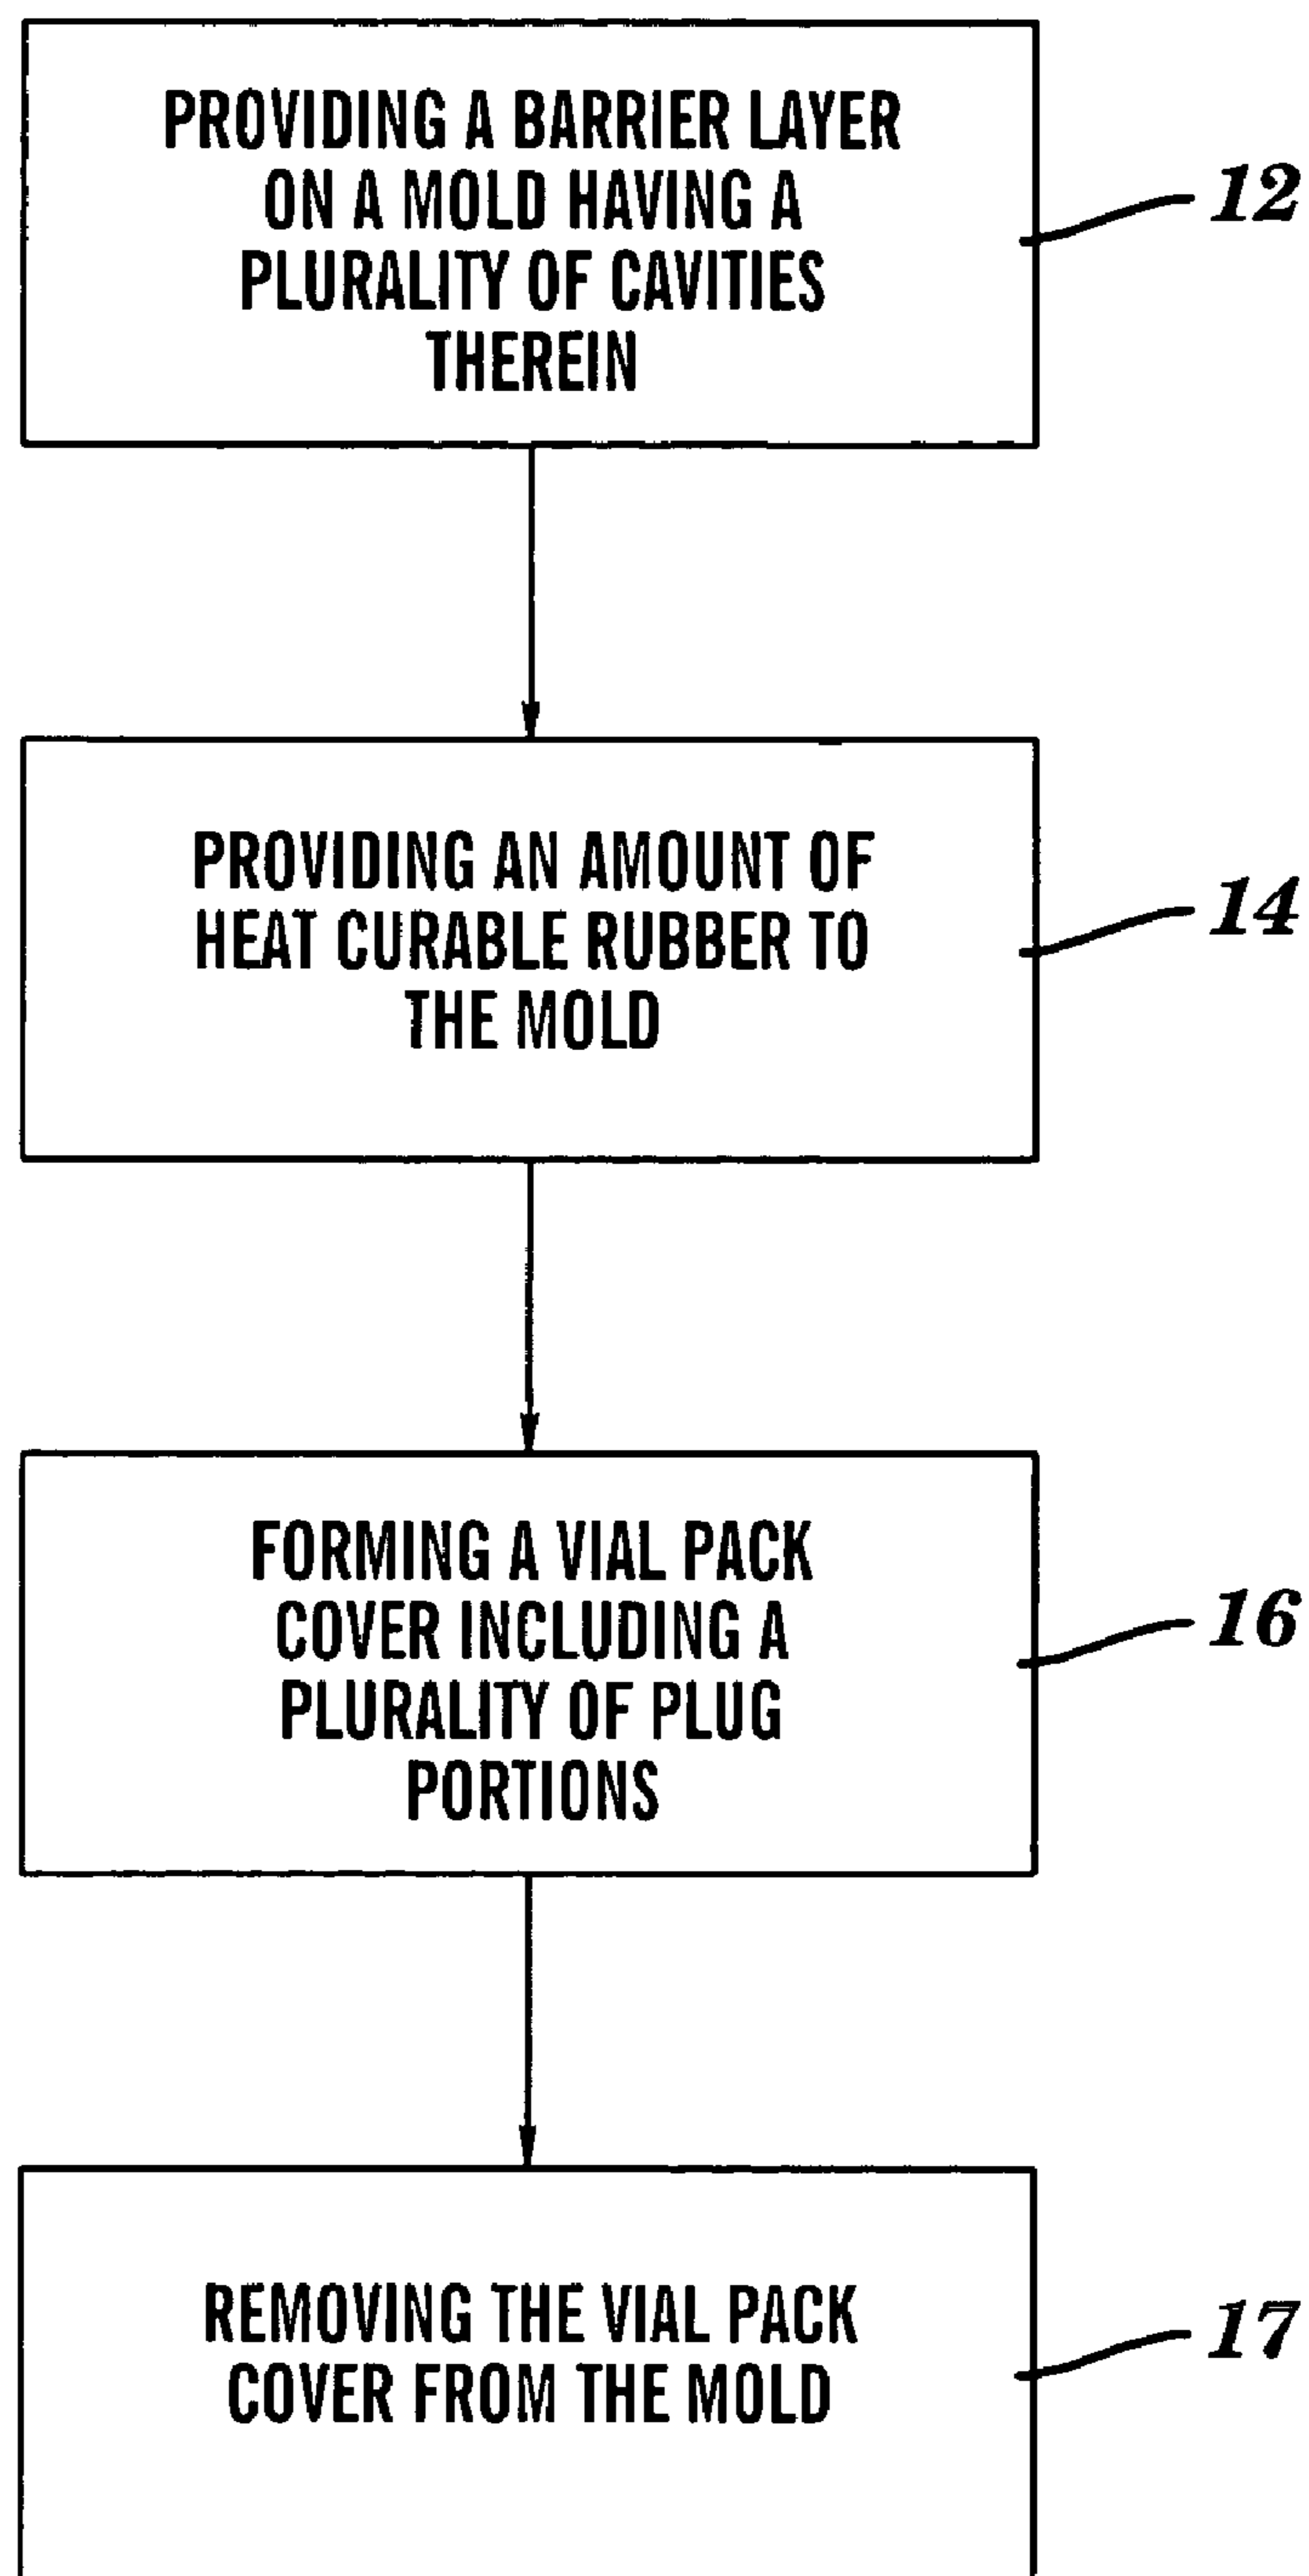 PROVIDING A BARRIER LAYER
ON A MOLD HAVING A
PLURALITY OF CAVITIES
THEREIN
12
PROVIDING AN AMOUNT OF
HEAT CURABLE RUBBER TO
THE MOLD
14
FORMING A VIAL PACK
COVER INCLUDING A
PLURALITY OF PLUG
PORTIONS
16
REMOVING THE VIAL PACK
COVER FROM THE MOLD
17